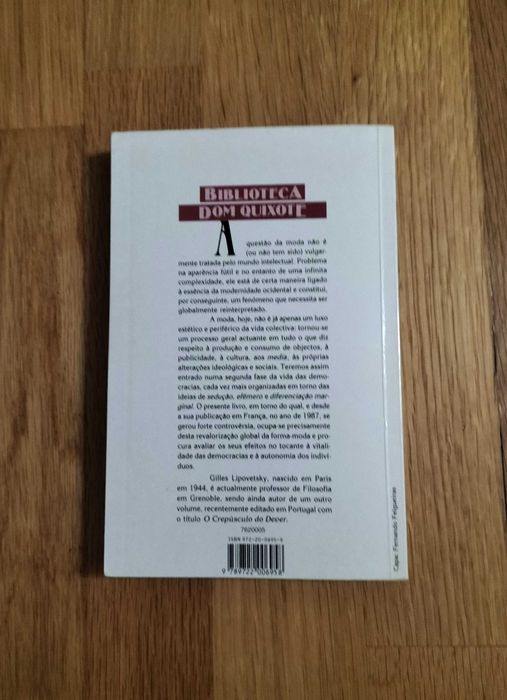 BIBLIOTECA
DOM QUIXOTE
A questão da moda não é
(ou não tem sido) vulgar-
mente tratada pelo mundo intelectual. Problema
na aparência fútil e no entanto de uma infinita
complexidade, ele está de certa maneira ligado
à essência da modernidade ocidental e constitui,
por conseguinte, um fenómeno que necessita ser
globalmente reinterpretado.
A moda, hoje, não é já apenas um luxo
estético e periférico da vida colectiva: tornou-se
um processo geral actuante em tudo o que diz
respeito à produção e consumo de objectos, à
publicidade, à cultura, aos media, às próprias
alterações ideológicas e sociais. Teremos assim
entrado numa segunda fase da vida das demo-
cracias, cada vez mais organizadas em torno das
ideias de sedução, efémero e diferenciação mar-
ginal. O presente livro, em torno do qual, e desde
a sua publicação em França, no ano de 1987, se
gerou forte controvérsia, ocupa-se precisamente
desta revalorização global da forma-moda e pro-
cura avaliar os seus efeitos no tocante à vitali-
dade das democracias e à autonomia dos indiví-
duos.
Gilles Lipovetsky, nascido em Paris
em 1944, é actualmente professor de Filosofia
em Grenoble, sendo ainda autor de um outro
volume, recentemente editado em Portugal com
o título O Crepúsculo do Dever.
7620005
ISBN 972-20-0695-8
9 789722 006958
Capa: Fernando Felgueiras